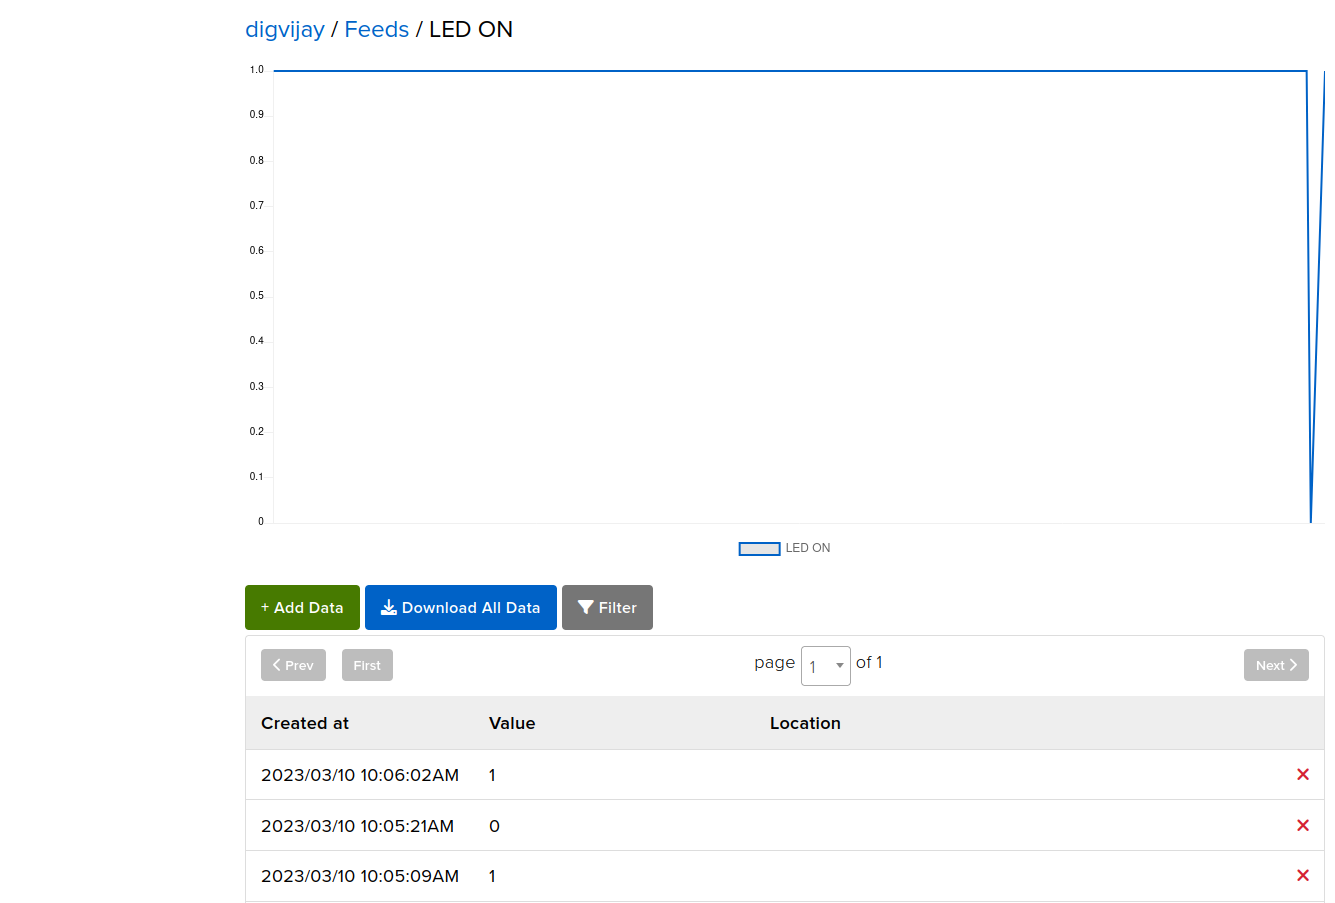 digvijay / Feeds / LED ON
1.0
0.9
0.8
0.7
0.6
0.5
0.4
0.3
0.2
0.1
0
LED ON
+ Add Data Download All Data Filter
Prev First page 1 of 1 Next
Created at Value Location
2023/03/10 10:06:02AM 1
2023/03/10 10:05:21AM 0
2023/03/10 10:05:09AM 1